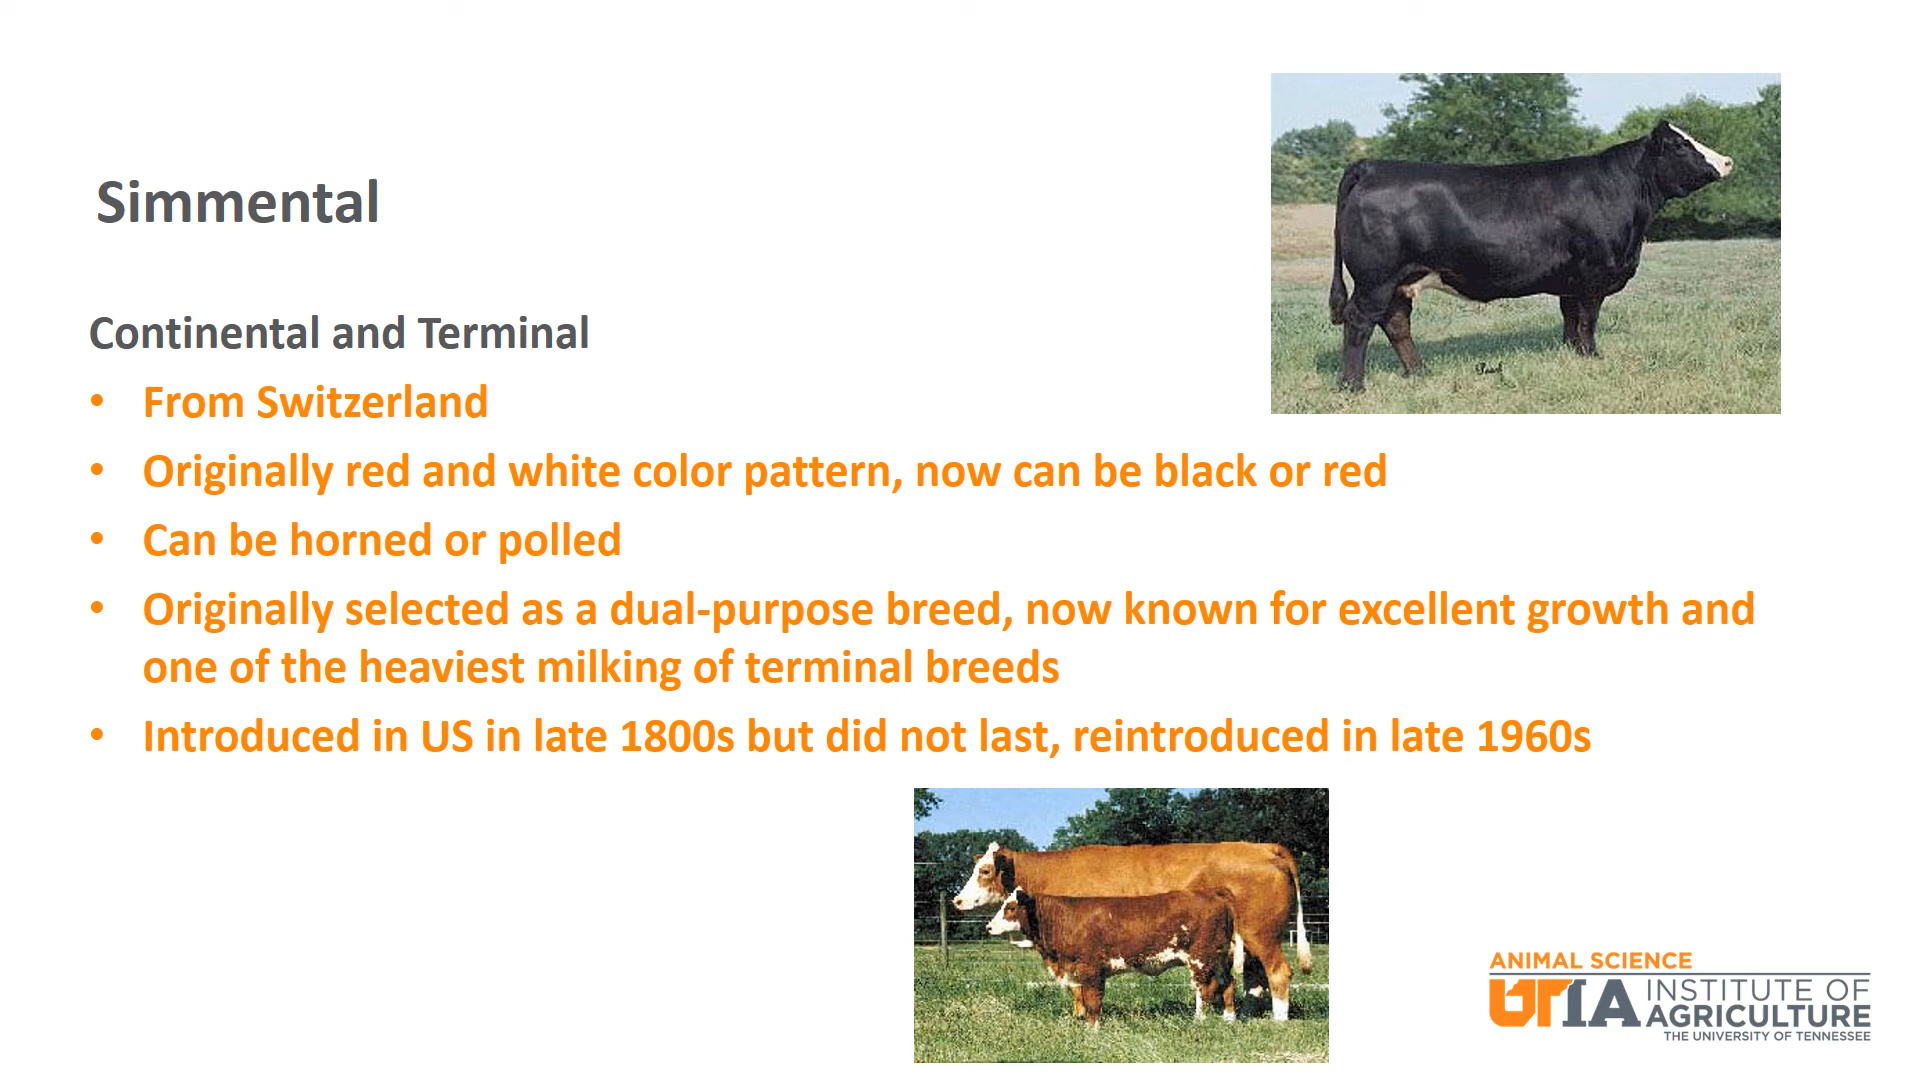 Simmental
Continental and Terminal
• From Switzerland
• Originally red and white color pattern, now can be black or red
• Can be horned or polled
• Originally selected as a dual-purpose breed, now known for excellent growth and
one of the heaviest milking of terminal breeds
• Introduced in US in late 1800s but did not last, reintroduced in late 1960s
ANIMAL SCIENCE
UTIA INSTITUTE OF
AGRICULTURE
THE UNIVERSITY OF TENNESSEE